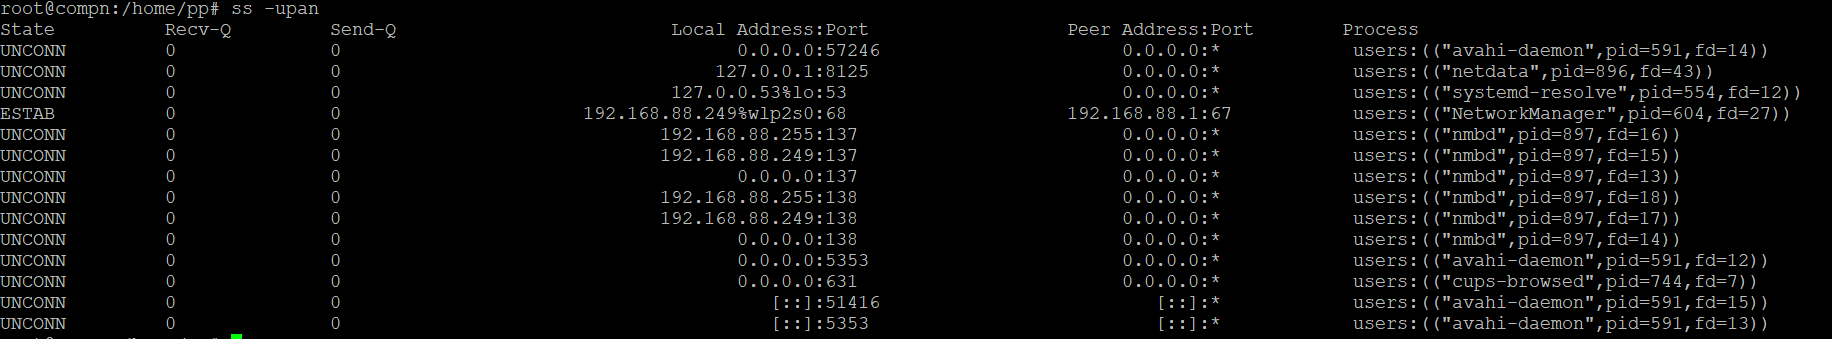 root@compn:/home/pp# ss -upan
State Recv-Q Send-Q Local Address:Port Peer Address:Port Process
UNCONN 0 0 0.0.0.0:57246 0.0.0.0:* users:(("avahi-daemon",pid=591,fd=14))
UNCONN 0 0 127.0.0.1:8125 0.0.0.0:* users:(("netdata",pid=896,fd=43))
UNCONN 0 0 127.0.0.53%lo:53 0.0.0.0:* users:(("systemd-resolve",pid=554,fd=12))
ESTAB 0 0 192.168.88.249%wlp2s0:68 192.168.88.1:67 users:(("NetworkManager",pid=604,fd=27))
UNCONN 0 0 192.168.88.255:137 0.0.0.0:* users:(("nmbd",pid=897,fd=16))
UNCONN 0 0 192.168.88.249:137 0.0.0.0:* users:(("nmbd",pid=897,fd=15))
UNCONN 0 0 0.0.0.0:137 0.0.0.0:* users:(("nmbd",pid=897,fd=13))
UNCONN 0 0 192.168.88.255:138 0.0.0.0:* users:(("nmbd",pid=897,fd=18))
UNCONN 0 0 192.168.88.249:138 0.0.0.0:* users:(("nmbd",pid=897,fd=17))
UNCONN 0 0 0.0.0.0:138 0.0.0.0:* users:(("nmbd",pid=897,fd=14))
UNCONN 0 0 0.0.0.0:5353 0.0.0.0:* users:(("avahi-daemon",pid=591,fd=12))
UNCONN 0 0 0.0.0.0:631 0.0.0.0:* users:(("cups-browsed",pid=744,fd=7))
UNCONN 0 0 [::]:51416 [::]:* users:(("avahi-daemon",pid=591,fd=15))
UNCONN 0 0 [::]:5353 [::]:* users:(("avahi-daemon",pid=591,fd=13))